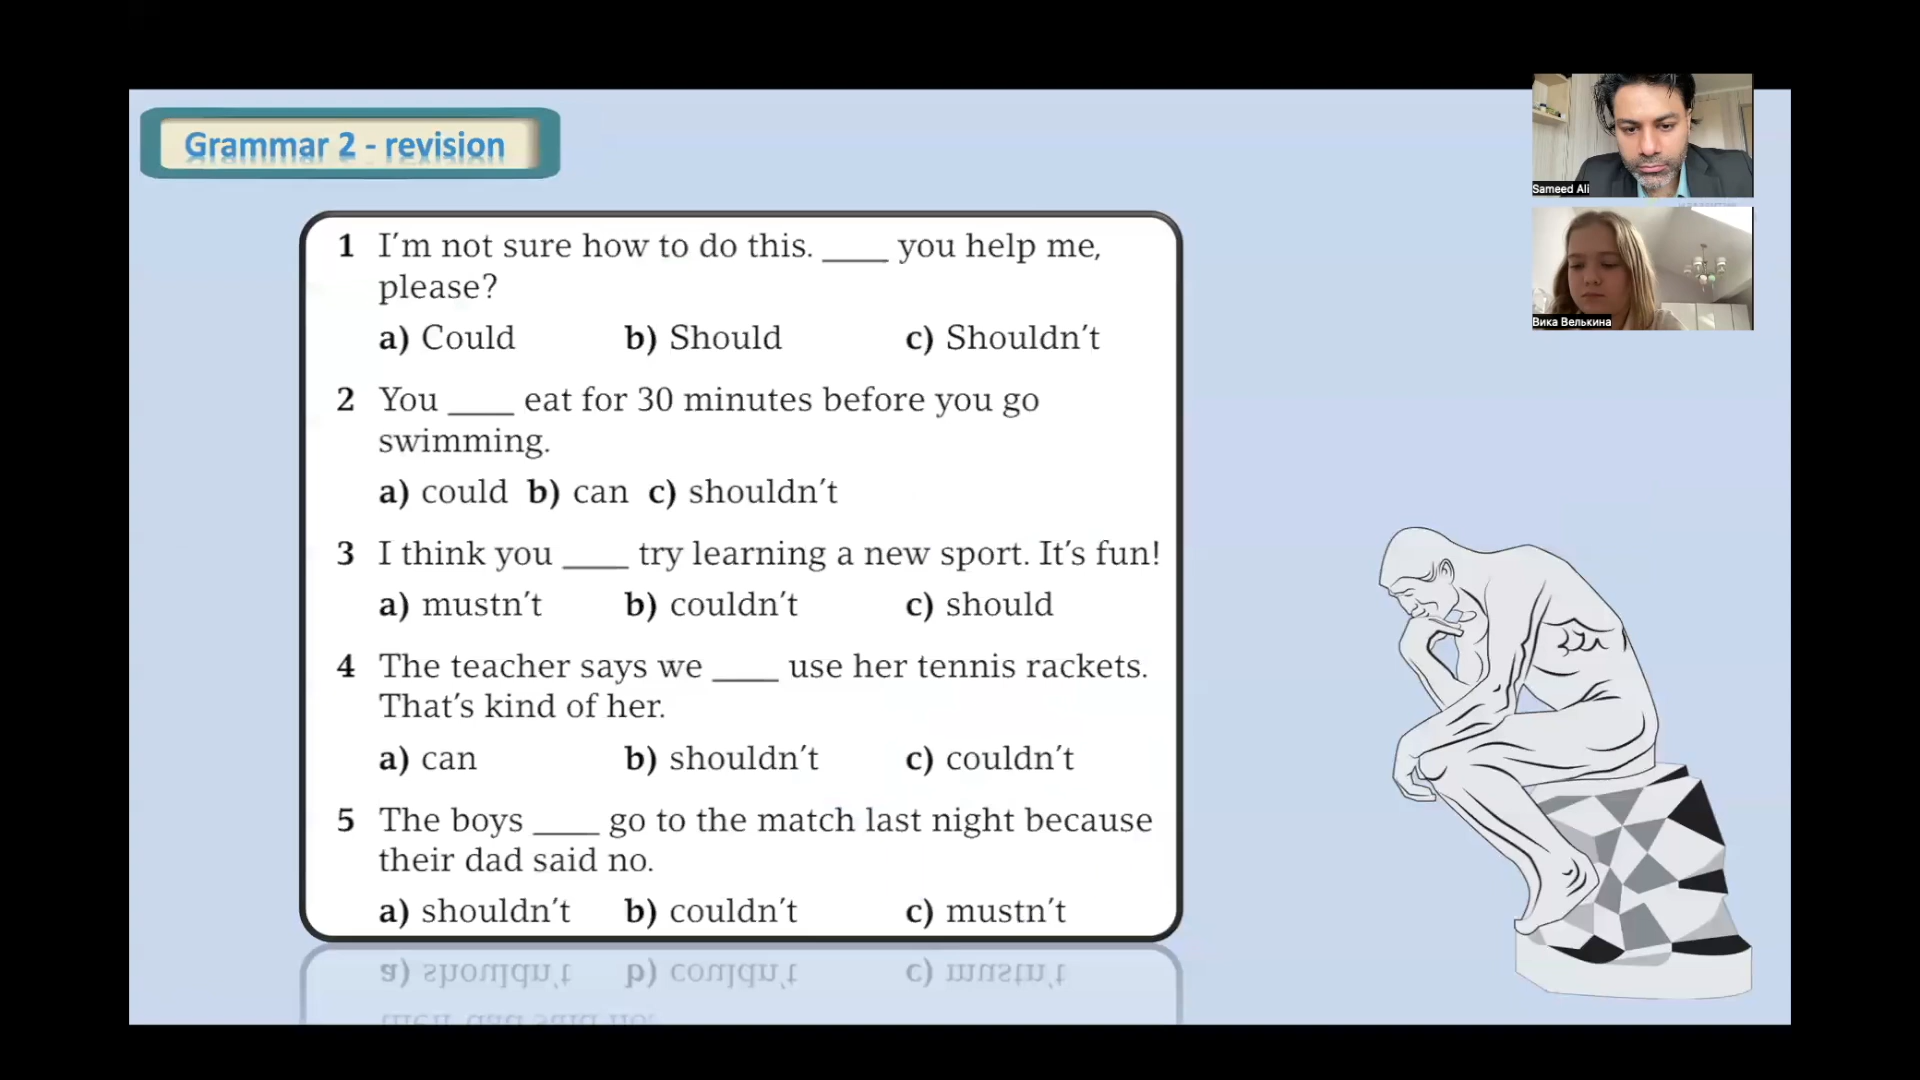 Grammar 2 - revision
Sameed Ali
Вика Велькина
1 I'm not sure how to do this. ____ you help me,
please?
a) Could b) Should c) Shouldn't
2 You ____ eat for 30 minutes before you go
swimming.
a) could b) can c) shouldn't
3 I think you ____ try learning a new sport. It's fun!
a) mustn't b) couldn't c) should
4 The teacher says we ____ use her tennis rackets.
That's kind of her.
a) can b) shouldn't c) couldn't
5 The boys ____ go to the match last night because
their dad said no.
a) shouldn't b) couldn't c) mustn't